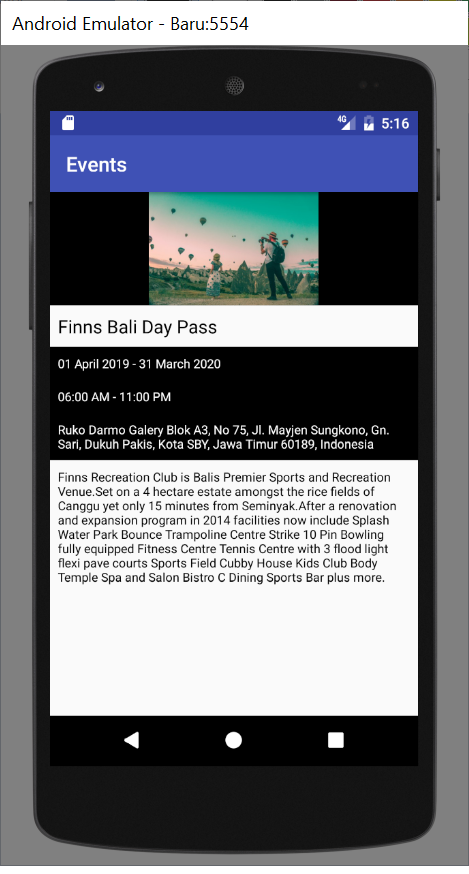 Android Emulator - Baru:5554
4G 5:16
Events
Finns Bali Day Pass
01 April 2019 - 31 March 2020
06:00 AM - 11:00 PM
Ruko Darmo Galery Blok A3, No 75, Jl. Mayjen Sungkono, Gn.
Sari, Dukuh Pakis, Kota SBY, Jawa Timur 60189, Indonesia
Finns Recreation Club is Balis Premier Sports and Recreation
Venue.Set on a 4 hectare estate amongst the rice fields of
Canggu yet only 15 minutes from Seminyak.After a renovation
and expansion program in 2014 facilities now include Splash
Water Park Bounce Trampoline Centre Strike 10 Pin Bowling
fully equipped Fitness Centre Tennis Centre with 3 flood light
flexi pave courts Sports Field Cubby House Kids Club Body
Temple Spa and Salon Bistro C Dining Sports Bar plus more.